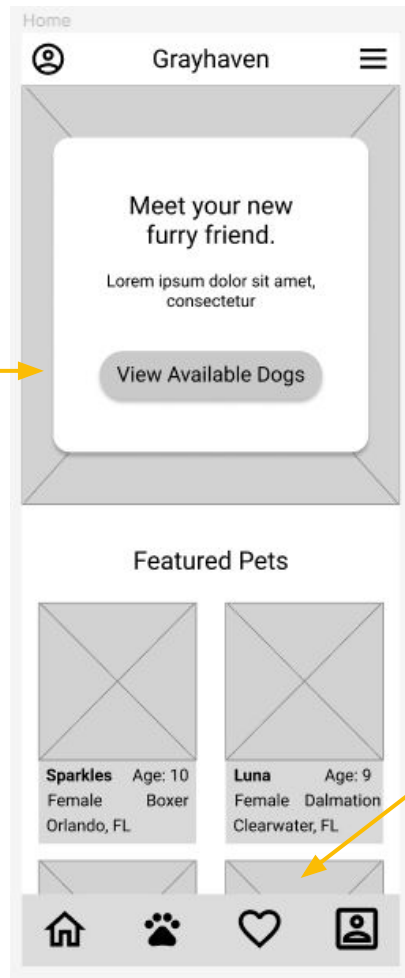 Home
Grayhaven
Meet your new
furry friend.
Lorem ipsum dolor sit amet,
consectetur
View Available Dogs
Featured Pets
Sparkles Age: 10
Female Boxer
Orlando, FL
Luna Age: 9
Female Dalmation
Clearwater, FL